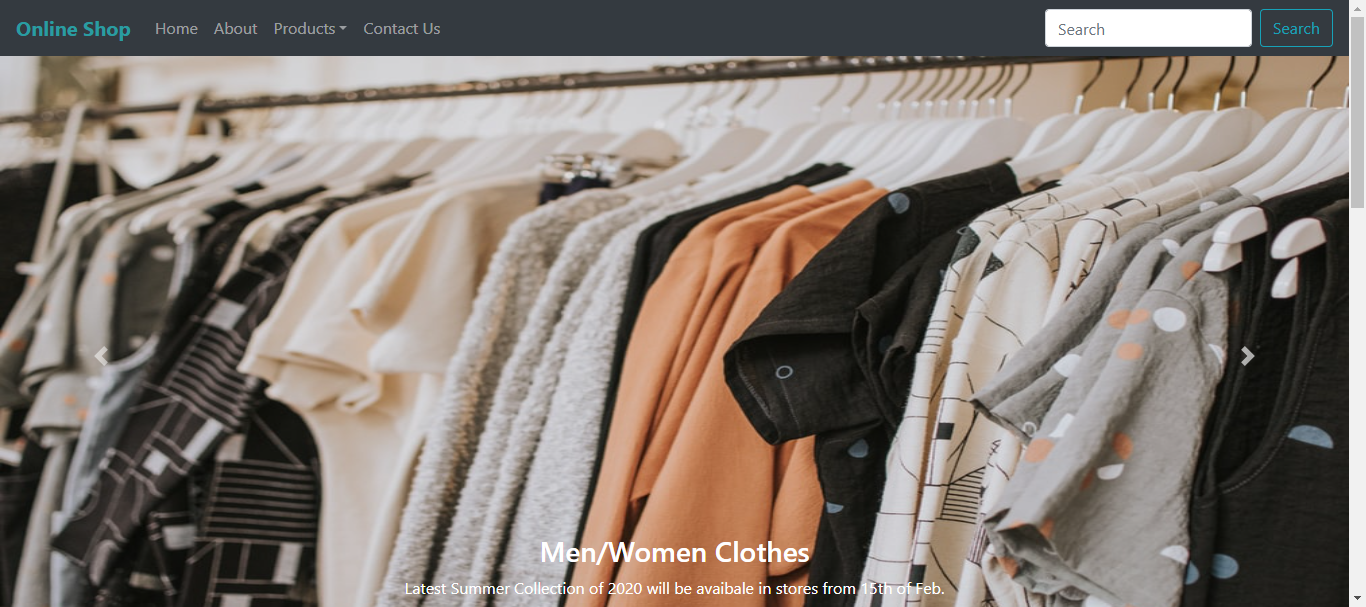 Online Shop Home About Products Contact Us Search Search
Men/Women Clothes
Latest Summer Collection of 2020 will be avaibale in stores from 15th of Feb.